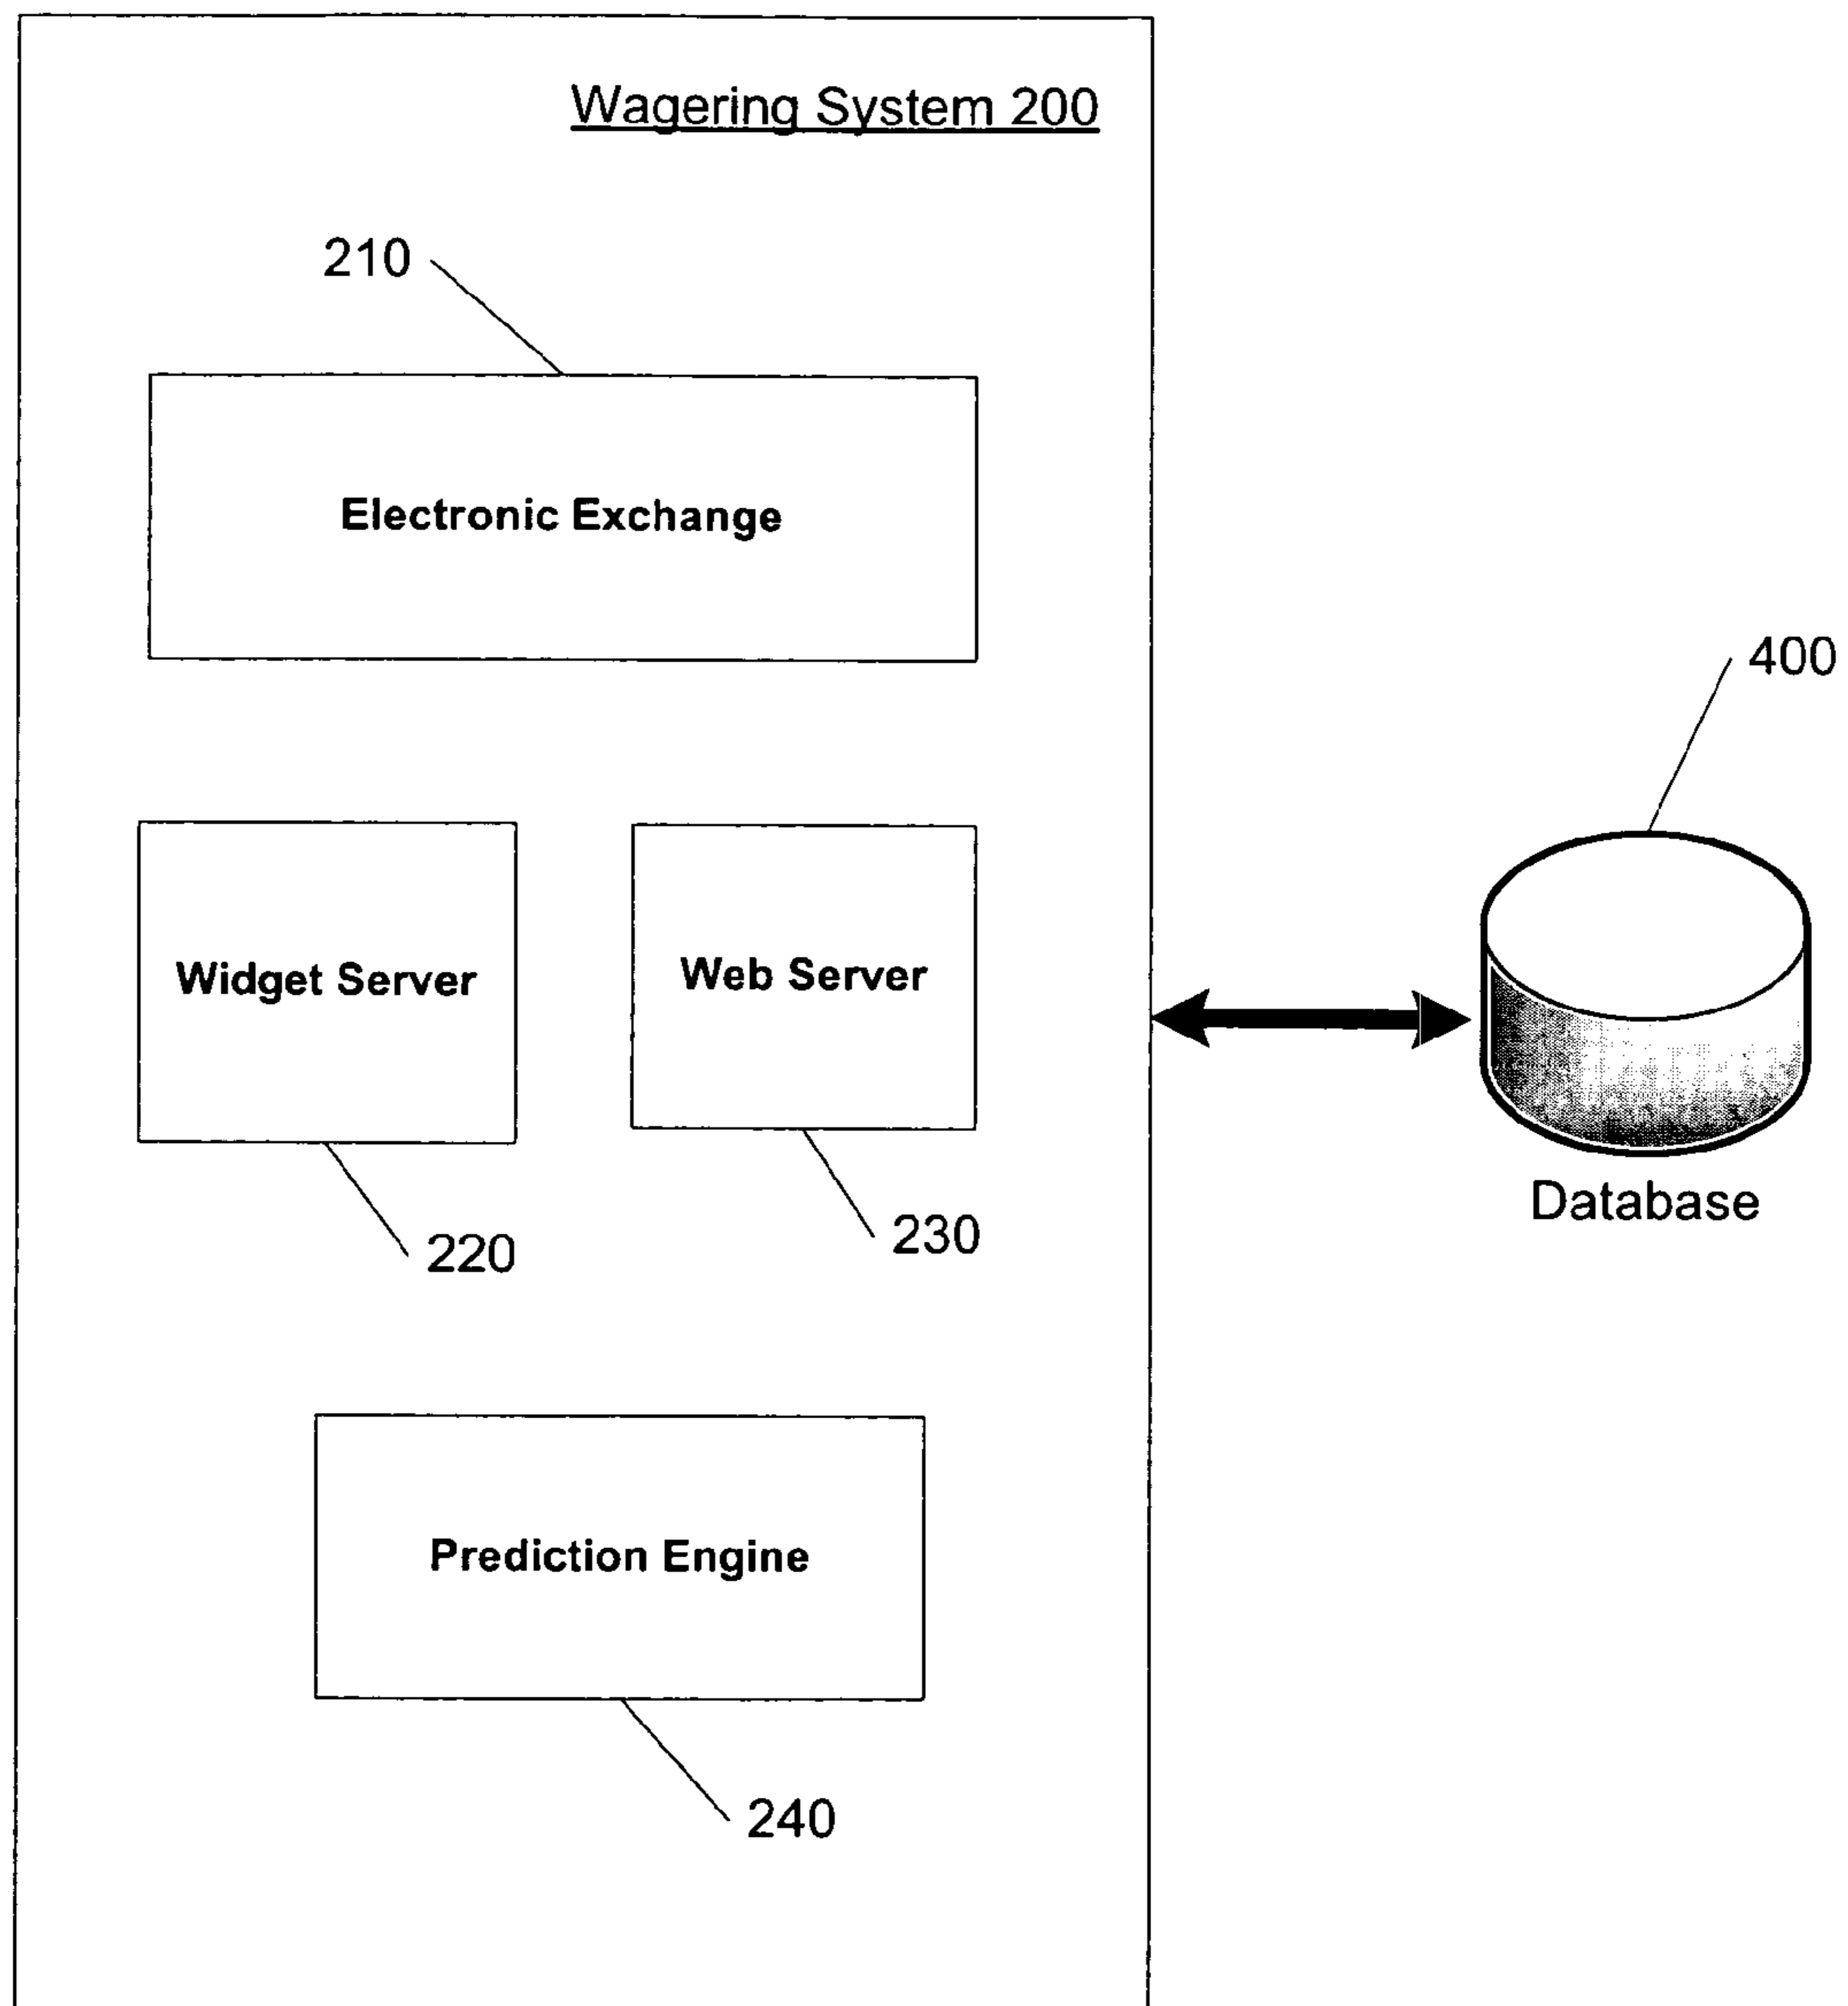 Wagering System 200
210
Electronic Exchange
400
Widget Server
Web Server
Database
220
230
Prediction Engine
240